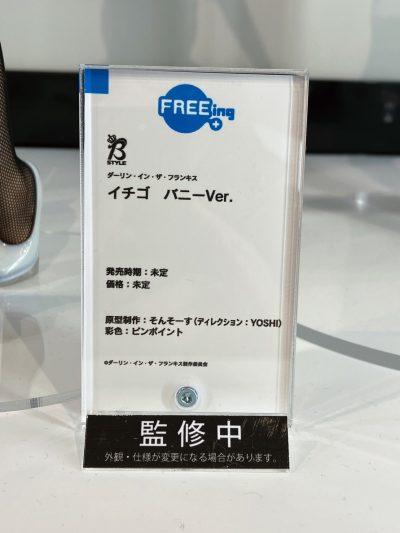 FREEing
B
STYLE
ダーリン・イン・ザ・フランキス
イチゴ　バニーVer.
発売時期：未定
価格：未定
原型制作：そんそーす（ディレクション：YOSHI）
彩色：ピンポイント
©ダーリン・イン・ザ・フランキス製作委員会
監修中
外観・仕様が変更になる場合があります。